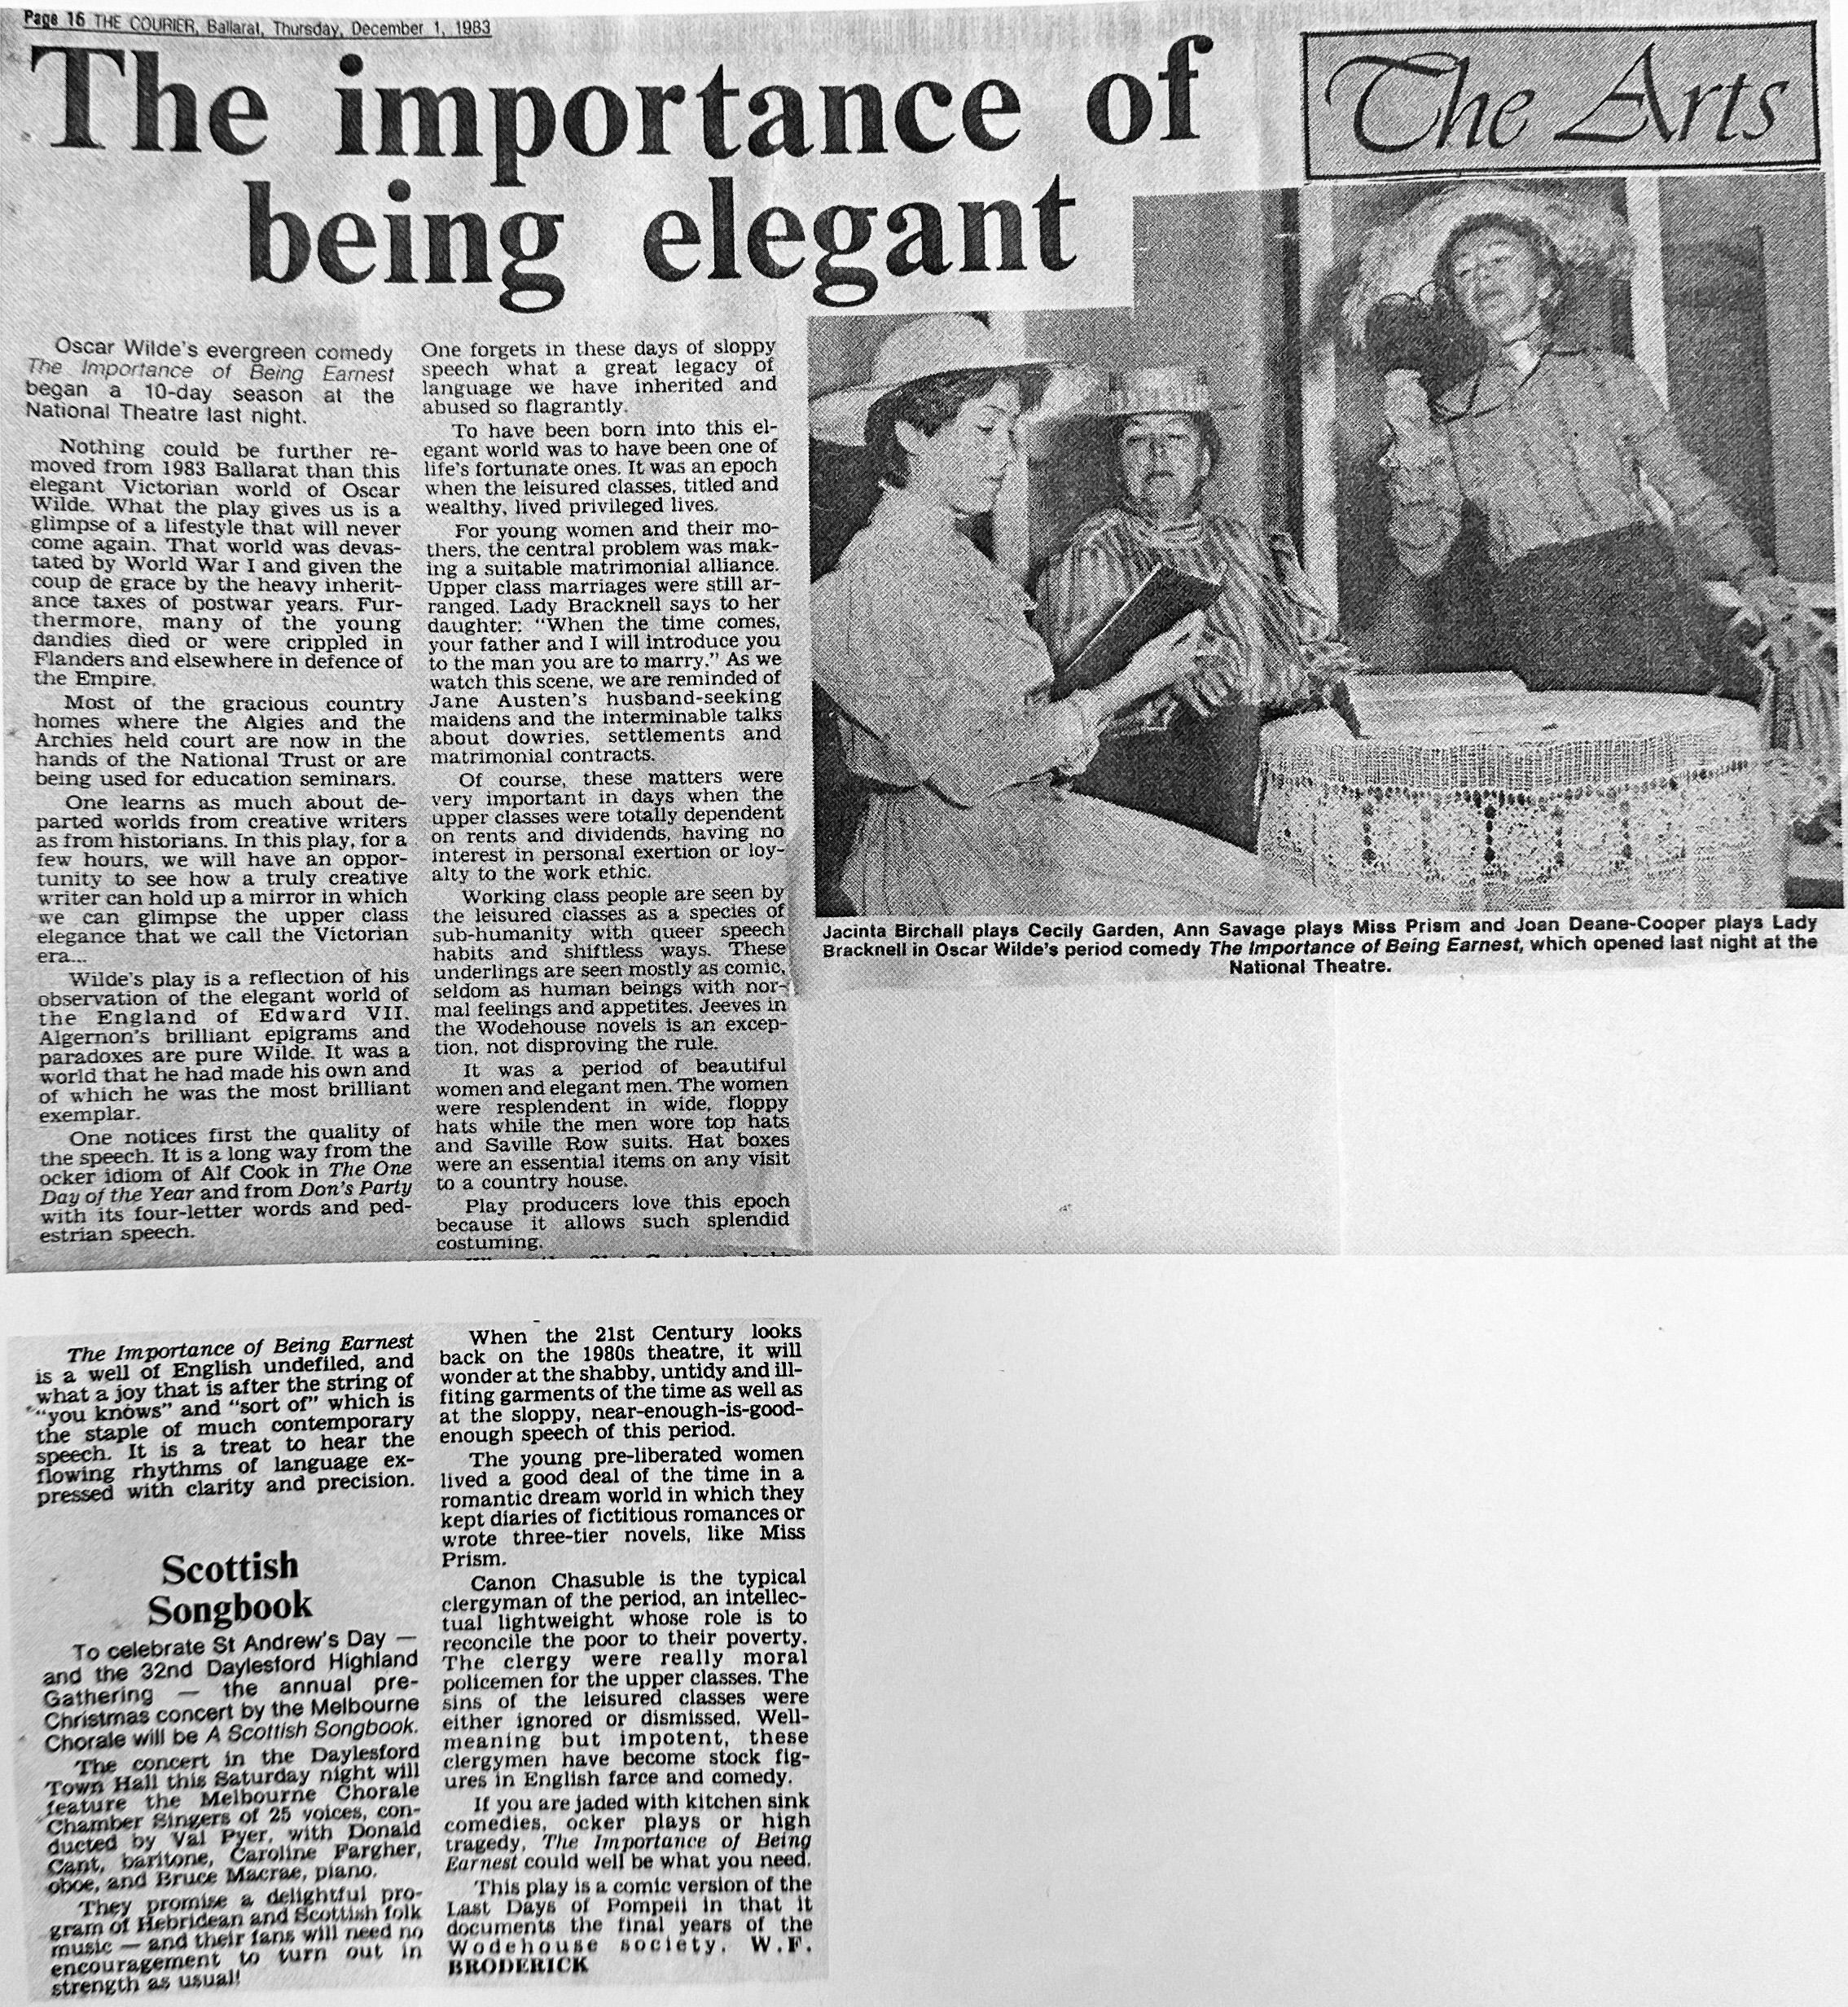 Page 16 THE COURIER, Ballarat, Thursday, December 1, 1983
The importance of
being elegant
The Arts
Oscar Wilde's evergreen comedy
The Importance of Being Earnest
began a 10-day season at the
National Theatre last night.
Nothing could be further re-
moved from 1983 Ballarat than this
elegant Victorian world of Oscar
Wilde. What the play gives us is a
glimpse of a lifestyle that will never
come again. That world was devas-
tated by World War I and given the
coup de grace by the heavy inherit-
ance taxes of postwar years. Fur-
thermore, many of the young
dandies died or were crippled in
Flanders and elsewhere in defence of
the Empire.
Most of the gracious country
homes where the Algies and the
Archies held court are now in the
hands of the National Trust or are
being used for education seminars.
One learns as much about de-
parted worlds from creative writers
as from historians. In this play, for a
few hours, we will have an oppor-
tunity to see how a truly creative
writer can hold up a mirror in which
we can glimpse the upper class
elegance that we call the Victorian
era...
Wilde's play is a reflection of his
observation of the elegant world of
the England of Edward VII.
Algernon's brilliant epigrams and
paradoxes are pure Wilde. It was a
world that he had made his own and
of which he was the most brilliant
exemplar.
One notices first the quality of
the speech. It is a long way from the
ocker idiom of Alf Cook in The One
Day of the Year and from Don's Party
with its four-letter words and ped-
estrian speech.
The Importance of Being Earnest
is a well of English undefiled, and
what a joy that is after the string of
"you knows" and "sort of" which is
the staple of much contemporary
speech. It is a treat to hear the
flowing rhythms of language ex-
pressed with clarity and precision.
One forgets in these days of sloppy
speech what a great legacy of
language we have inherited and
abused so flagrantly.
To have been born into this el-
egant world was to have been one of
life's fortunate ones. It was an epoch
when the leisured classes, titled and
wealthy, lived privileged lives.
For young women and their mo-
thers, the central problem was mak-
ing a suitable matrimonial alliance.
Upper class marriages were still ar-
ranged. Lady Bracknell says to her
daughter: "When the time comes,
your father and I will introduce you
to the man you are to marry." As we
watch this scene, we are reminded of
Jane Austen's husband-seeking
maidens and the interminable talks
about dowries, settlements and
matrimonial contracts.
Of course, these matters were
very important in days when the
upper classes were totally dependent
on rents and dividends, having no
interest in personal exertion or loy-
alty to the work ethic.
Working class people are seen by
the leisured classes as a species of
sub-humanity with queer speech
habits and shiftless ways. These
underlings are seen mostly as comic,
seldom as human beings with nor-
mal feelings and appetites. Jeeves in
the Wodehouse novels is an excep-
tion, not disproving the rule.
It was a period of beautiful
women and elegant men. The women
were resplendent in wide, floppy
hats while the men wore top hats
and Saville Row suits. Hat boxes
were an essential items on any visit
to a country house.
Play producers love this epoch
because it allows such splendid
costuming.
When the 21st Century looks
back on the 1980s theatre, it will
wonder at the shabby, untidy and ill-
fiting garments of the time as well as
at the sloppy, near-enough-is-good-
enough speech of this period.
The young pre-liberated women
lived a good deal of the time in a
romantic dream world in which they
kept diaries of fictitious romances or
wrote three-tier novels, like Miss
Prism.
Canon Chasuble is the typical
clergyman of the period, an intellec-
tual lightweight whose role is to
reconcile the poor to their poverty.
The clergy were really moral
policemen for the upper classes. The
sins of the leisured classes were
either ignored or dismissed. Well-
meaning but impotent, these
clergymen have become stock fig-
ures in English farce and comedy.
If you are jaded with kitchen sink
comedies, ocker plays or high
tragedy, The Importance of Being
Earnest could well be what you need.
This play is a comic version of the
Last Days of Pompeii in that it
documents the final years of the
Wodehouse society. W.F.
BRODERICK
Jacinta Birchall plays Cecily Garden, Ann Savage plays Miss Prism and Joan Deane-Cooper plays Lady
Bracknell in Oscar Wilde's period comedy The Importance of Being Earnest, which opened last night at the
National Theatre.
Scottish
Songbook
To celebrate St Andrew's Day —
and the 32nd Daylesford Highland
Gathering — the annual pre-
Christmas concert by the Melbourne
Chorale will be A Scottish Songbook.
The concert in the Daylesford
Town Hall this Saturday night will
feature the Melbourne Chorale
Chamber Singers of 25 voices, con-
ducted by Val Pyer, with Donald
Cant, baritone, Caroline Fargher,
oboe, and Bruce Macrae, piano.
They promise a delightful pro-
gram of Hebridean and Scottish folk
music — and their fans will need no
encouragement to turn out in
strength as usual!